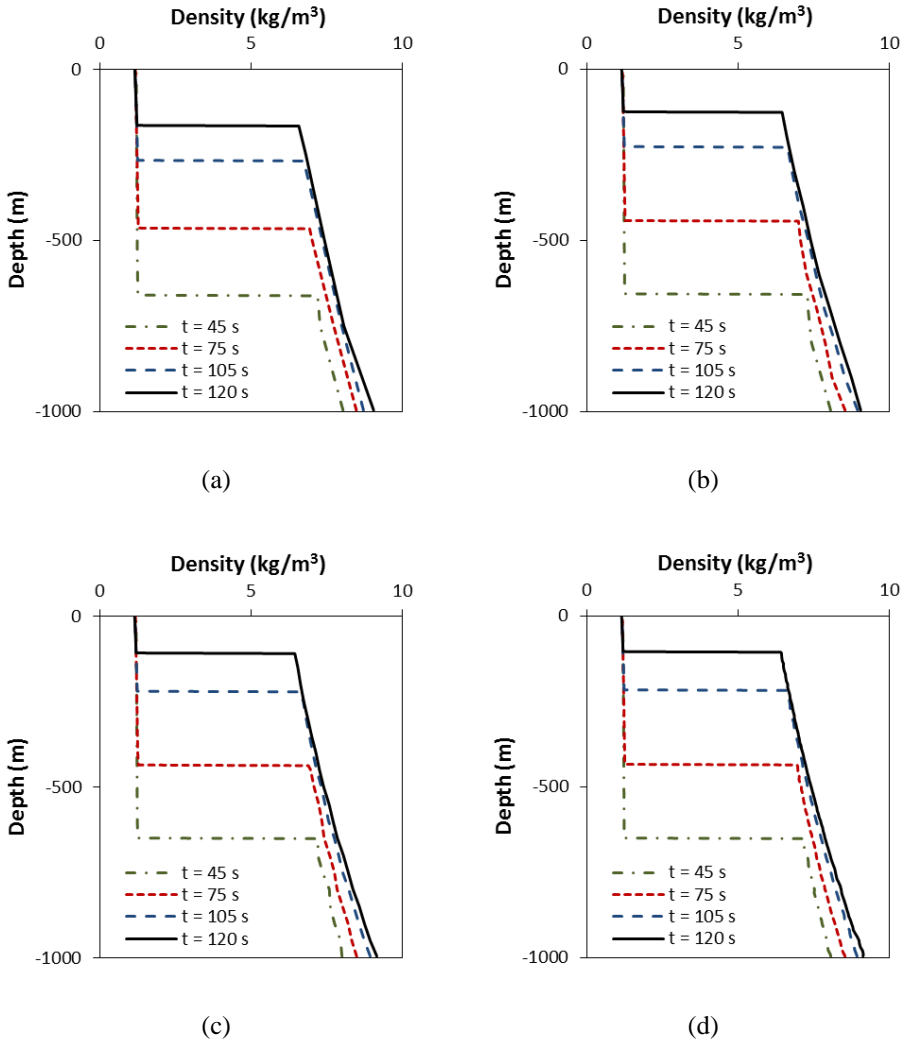 Density (kg/m³)
0 5 10
0
-500
-1000
Depth (m)
t = 45 s
t = 75 s
t = 105 s
t = 120 s
(a)
Density (kg/m³)
0 5 10
0
-500
-1000
Depth (m)
t = 45 s
t = 75 s
t = 105 s
t = 120 s
(b)
Density (kg/m³)
0 5 10
0
-500
-1000
Depth (m)
t = 45 s
t = 75 s
t = 105 s
t = 120 s
(c)
Density (kg/m³)
0 5 10
0
-500
-1000
Depth (m)
t = 45 s
t = 75 s
t = 105 s
t = 120 s
(d)